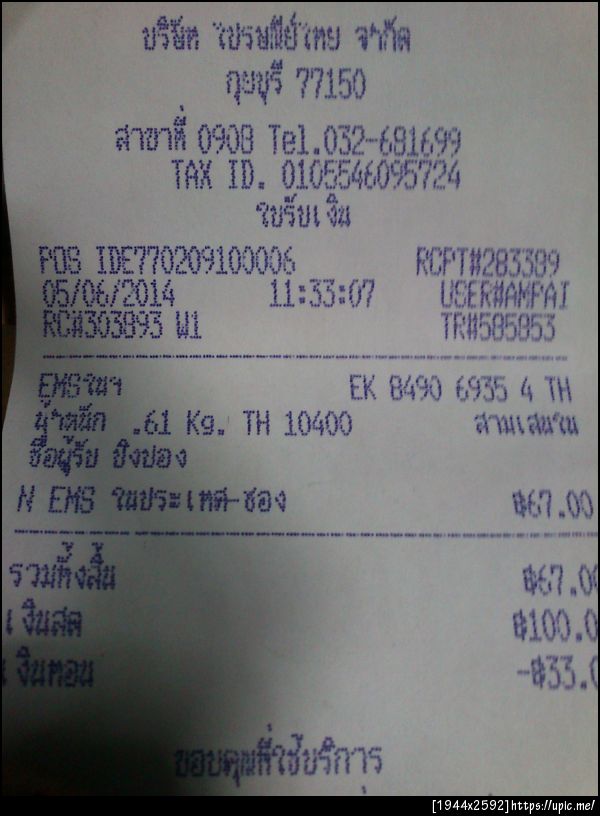 บริษัท ไปรษณีย์ไทย จำกัด
กุยบุรี 77150
สาขาที่ 0908 Tel.032-681699
TAX ID. 0105546095724
ใบรับเงิน
POS IDE770209100006 RCPT#283389
05/06/2014 11:33:07 USER#AMPAI
RC#303893 W1 TR#585853
EMSในฯ EK 8490 6935 4 TH
น้ำหนัก .61 Kg. TH 10400 สามเสนใน
ชื่อผู้รับ ปิงปอง
N EMS ในประเทศ-ซอง ฿67.00
รวมทั้งสิ้น ฿67.00
เงินสด ฿100.0
เงินทอน -฿33.0
ขอบคุณที่ใช้บริการ
[1944x2592]https://upic.me/